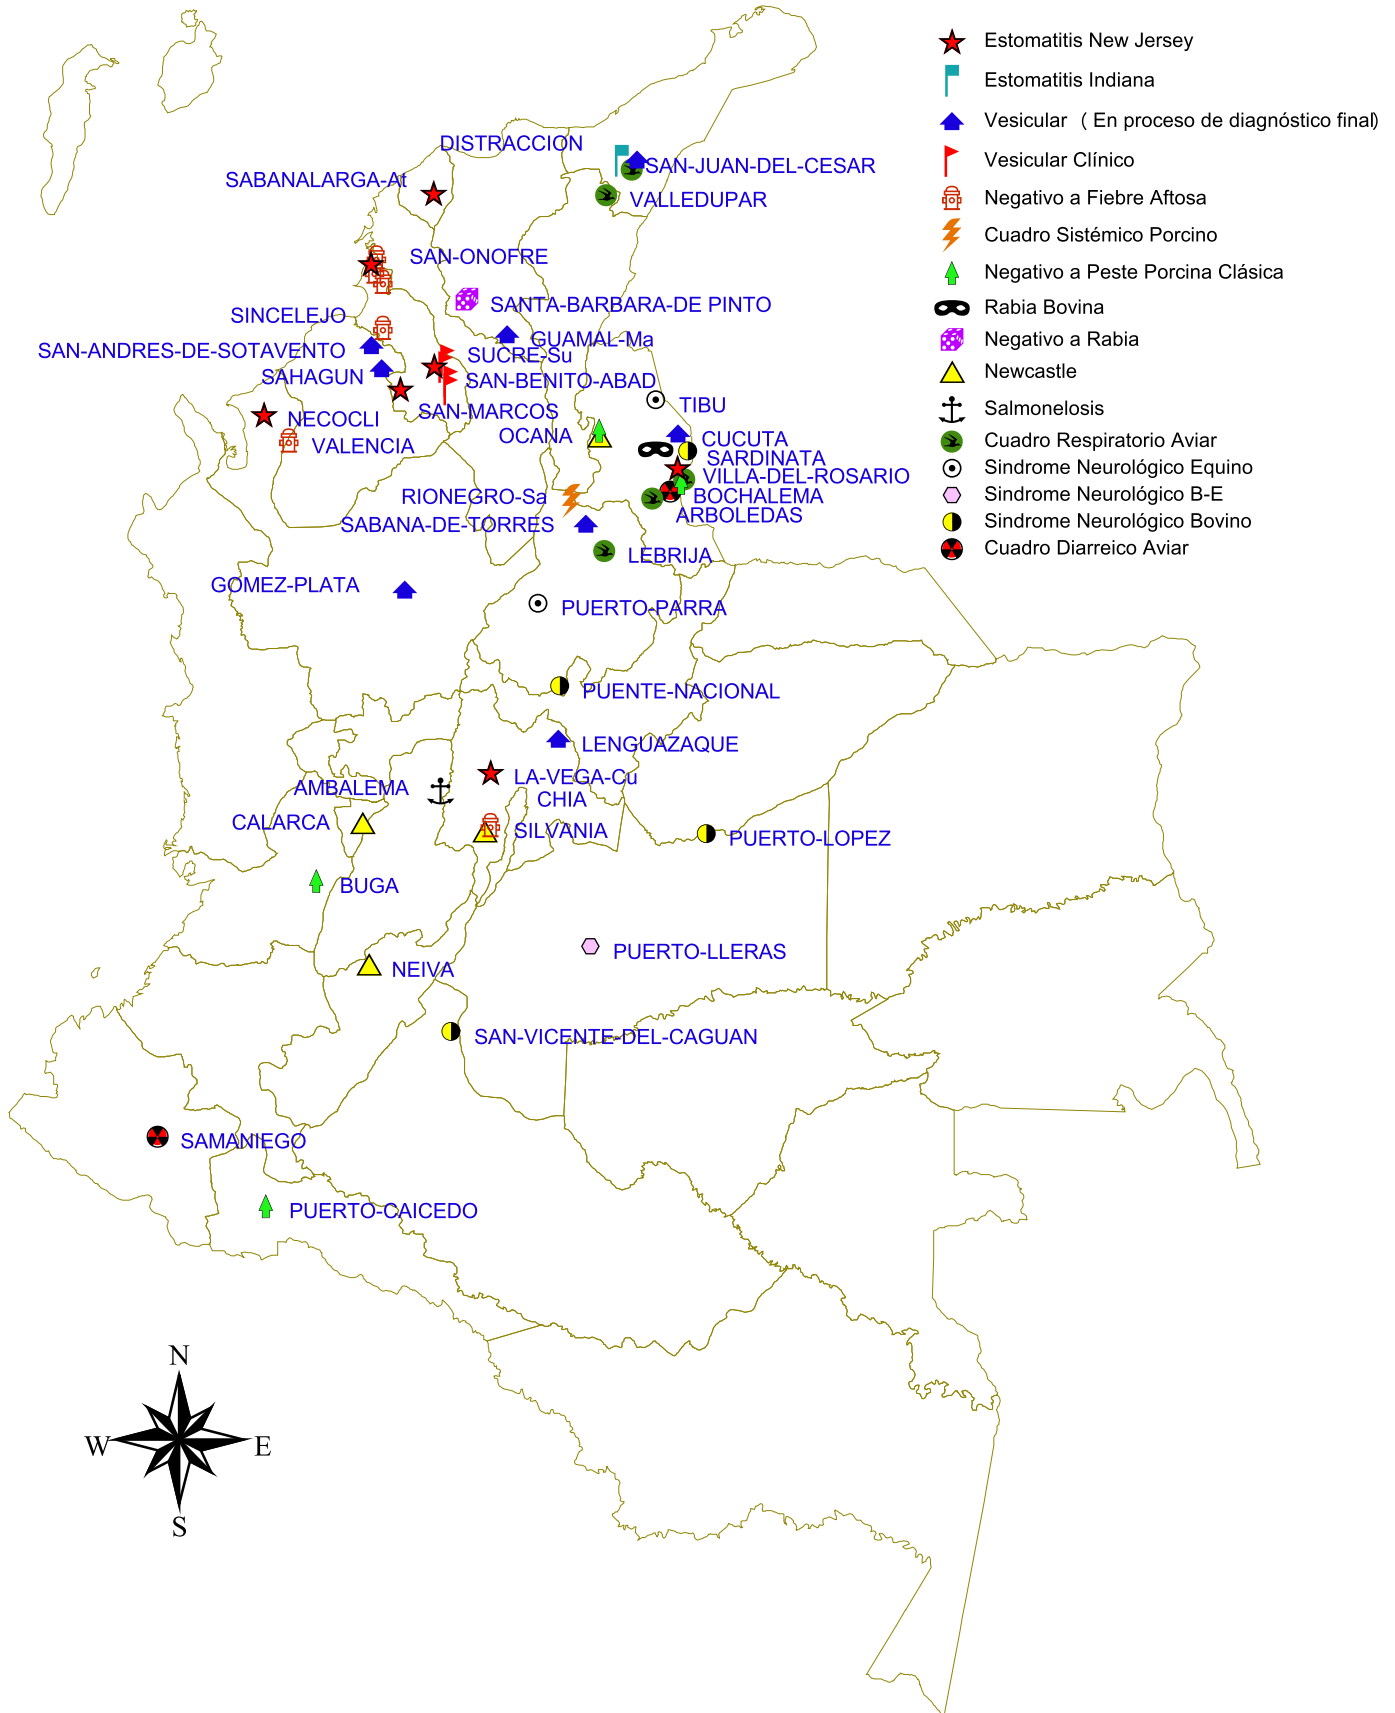 Estomatitis New Jersey
Estomatitis Indiana
Vesicular ( En proceso de diagnóstico final)
Vesicular Clínico
Negativo a Fiebre Aftosa
Cuadro Sistémico Porcino
Negativo a Peste Porcina Clásica
Rabia Bovina
Negativo a Rabia
Newcastle
Salmonelosis
Cuadro Respiratorio Aviar
Sindrome Neurológico Equino
Sindrome Neurológico B-E
Sindrome Neurológico Bovino
Cuadro Diarreico Aviar
DISTRACCION
SAN-JUAN-DEL-CESAR
SABANALARGA-At
VALLEDUPAR
SAN-ONOFRE
SANTA-BARBARA-DE PINTO
SINCELEJO
GUAMAL-Ma
SAN-ANDRES-DE-SOTAVENTO
SUCRE-Su
SAHAGUN
SAN-BENITO-ABAD
TIBU
SAN-MARCOS
NECOCLI
OCANA
CUCUTA
VALENCIA
SARDINATA
VILLA-DEL-ROSARIO
RIONEGRO-Sa
BOCHALEMA
ARBOLEDAS
SABANA-DE-TORRES
LEBRIJA
GOMEZ-PLATA
PUERTO-PARRA
PUENTE-NACIONAL
LENGUAZAQUE
LA-VEGA-Cu
AMBALEMA
CHIA
CALARCA
SILVANIA
PUERTO-LOPEZ
BUGA
PUERTO-LLERAS
NEIVA
SAN-VICENTE-DEL-CAGUAN
SAMANIEGO
PUERTO-CAICEDO
N
W
E
S